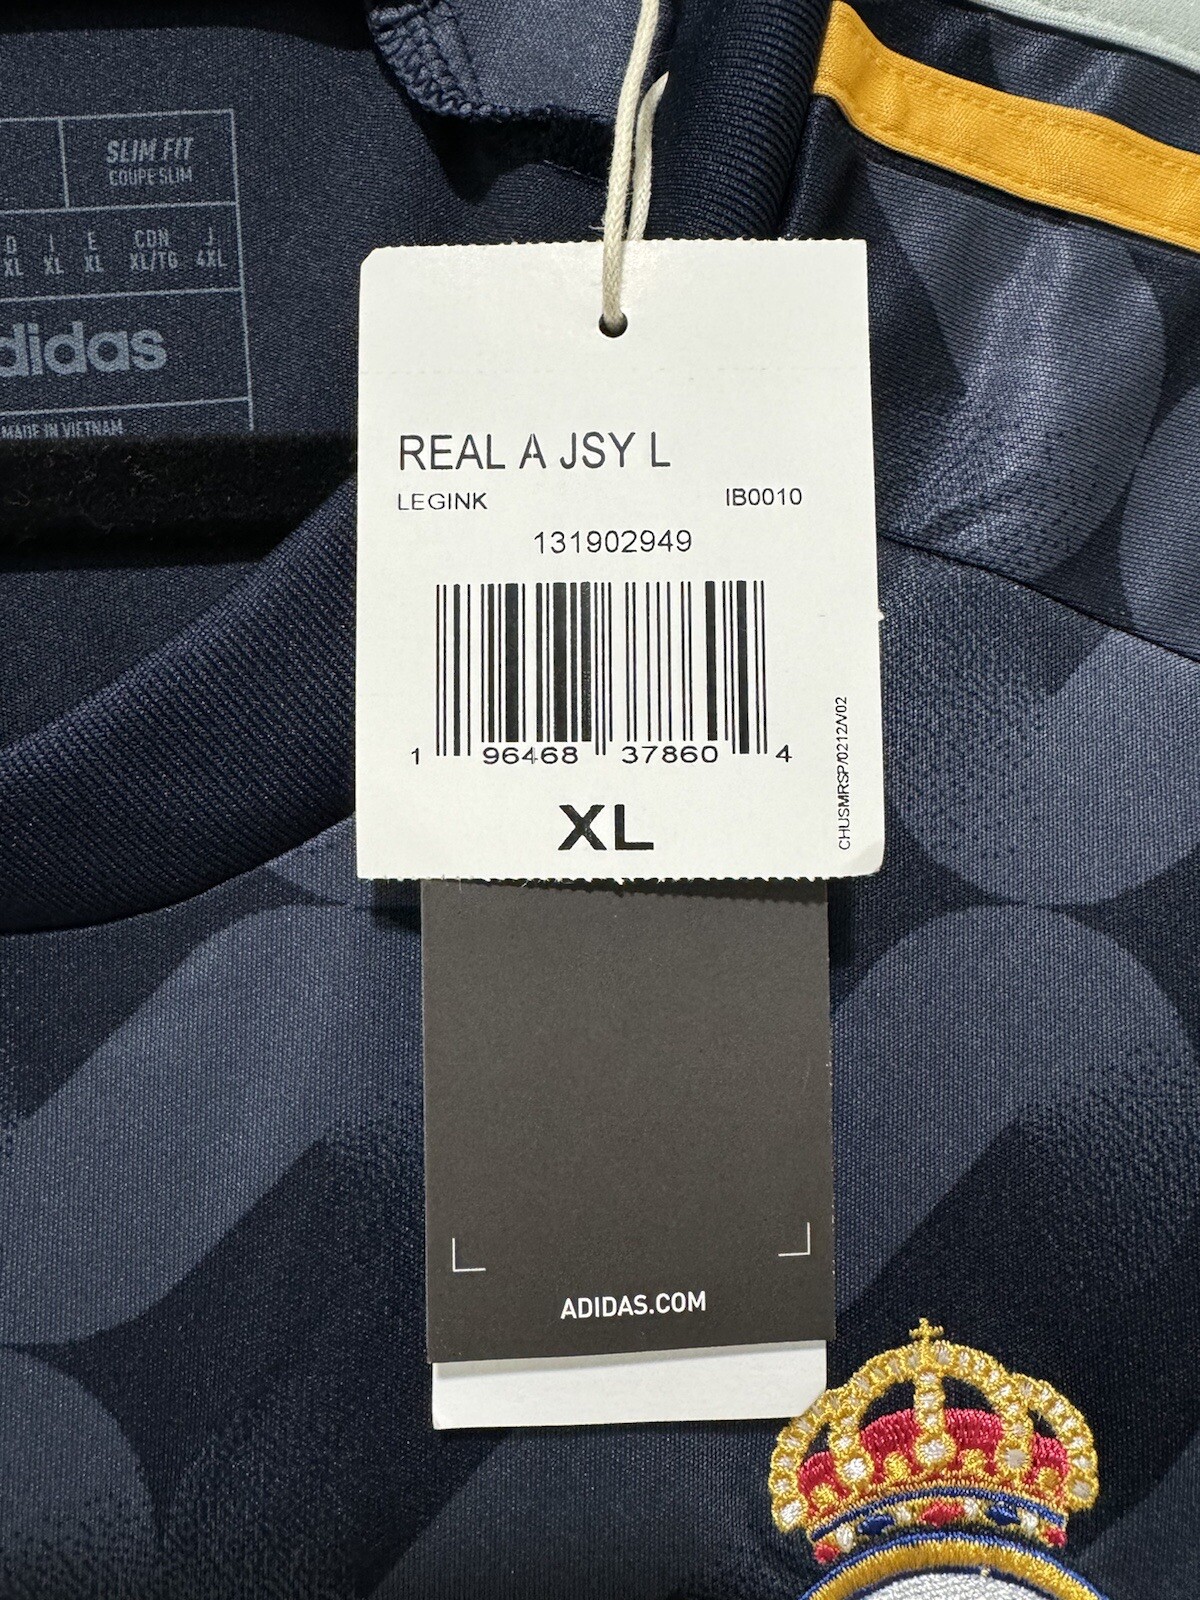 SLIM FIT
COUPE SLIM
D I E CDN J
XL XL XL XL/TG 4XL
adidas
MADE IN VIETNAM
REAL A JSY L
LEGINK IB0010
131902949
1 96468 37860 4
XL
CHUSMRSP/0212/V02
ADIDAS.COM